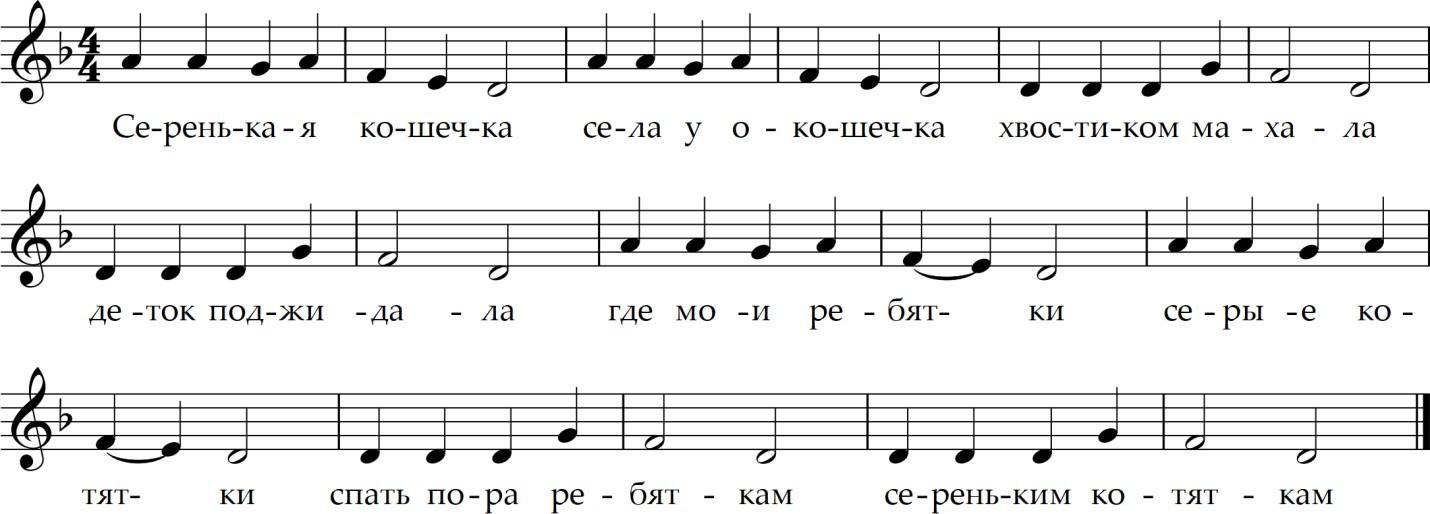 4
4
Се-рень-ка-я ко-шеч-ка се-ла у о - ко-шеч-ка хвос-ти-ком ма - ха - ла
де -ток под-жи -да - ла где мо -и ре - бят- ки се - ры -е ко -
тят- ки спать по-ра ре - бят - кам се-рень-ким ко - тят - кам